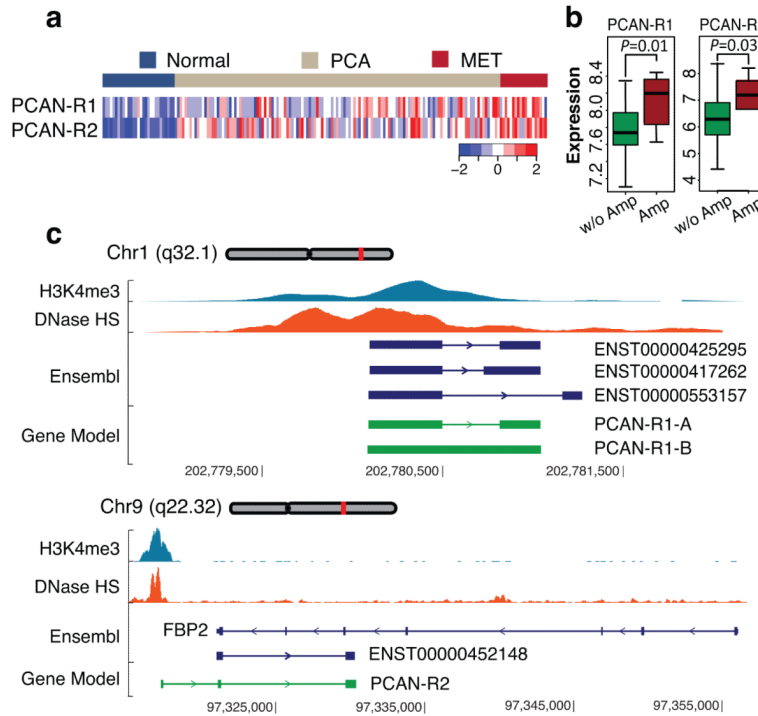 a
Normal PCA MET
PCAN-R1
PCAN-R2
-2 0 2
b
PCAN-R1 PCAN-R
P=0.01 P=0.03
Expression
8.4
8.0
7.6
7.2
8
7
6
5
4
w/o Amp Amp w/o Amp Amp
c
Chr1 (q32.1)
H3K4me3
DNase HS
Ensembl
ENST00000425295
ENST00000417262
ENST00000553157
Gene Model
PCAN-R1-A
PCAN-R1-B
202,779,500 202,780,500 202,781,500
Chr9 (q22.32)
H3K4me3
DNase HS
Ensembl
FBP2
ENST00000452148
Gene Model
PCAN-R2
97,325,000 97,335,000 97,345,000 97,355,000